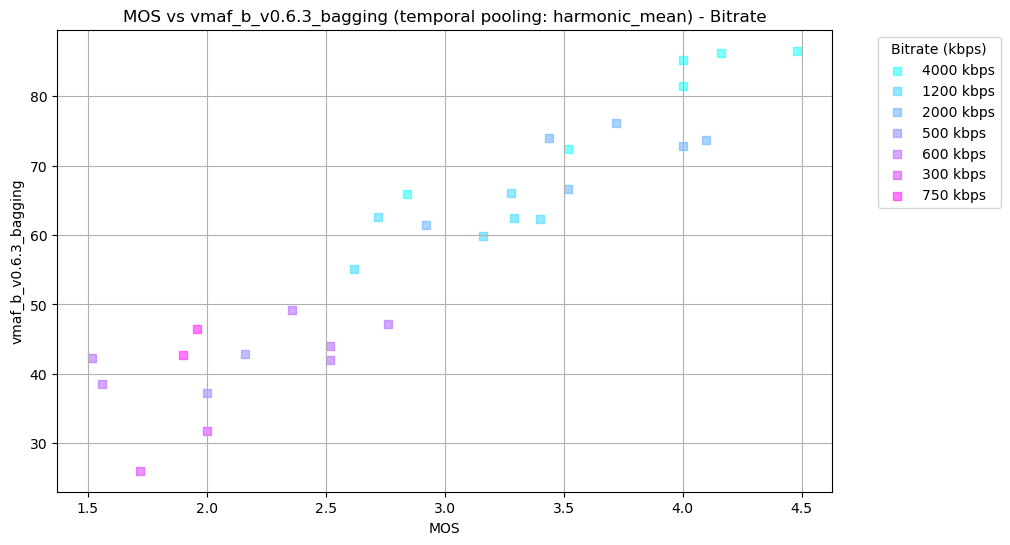 MOS vs vmaf_b_v0.6.3_bagging (temporal pooling: harmonic_mean) - Bitrate
vmaf_b_v0.6.3_bagging
80
70
60
50
40
30
1.5
2.0
2.5
3.0
3.5
4.0
4.5
MOS
Bitrate (kbps)
4000 kbps
1200 kbps
2000 kbps
500 kbps
600 kbps
300 kbps
750 kbps